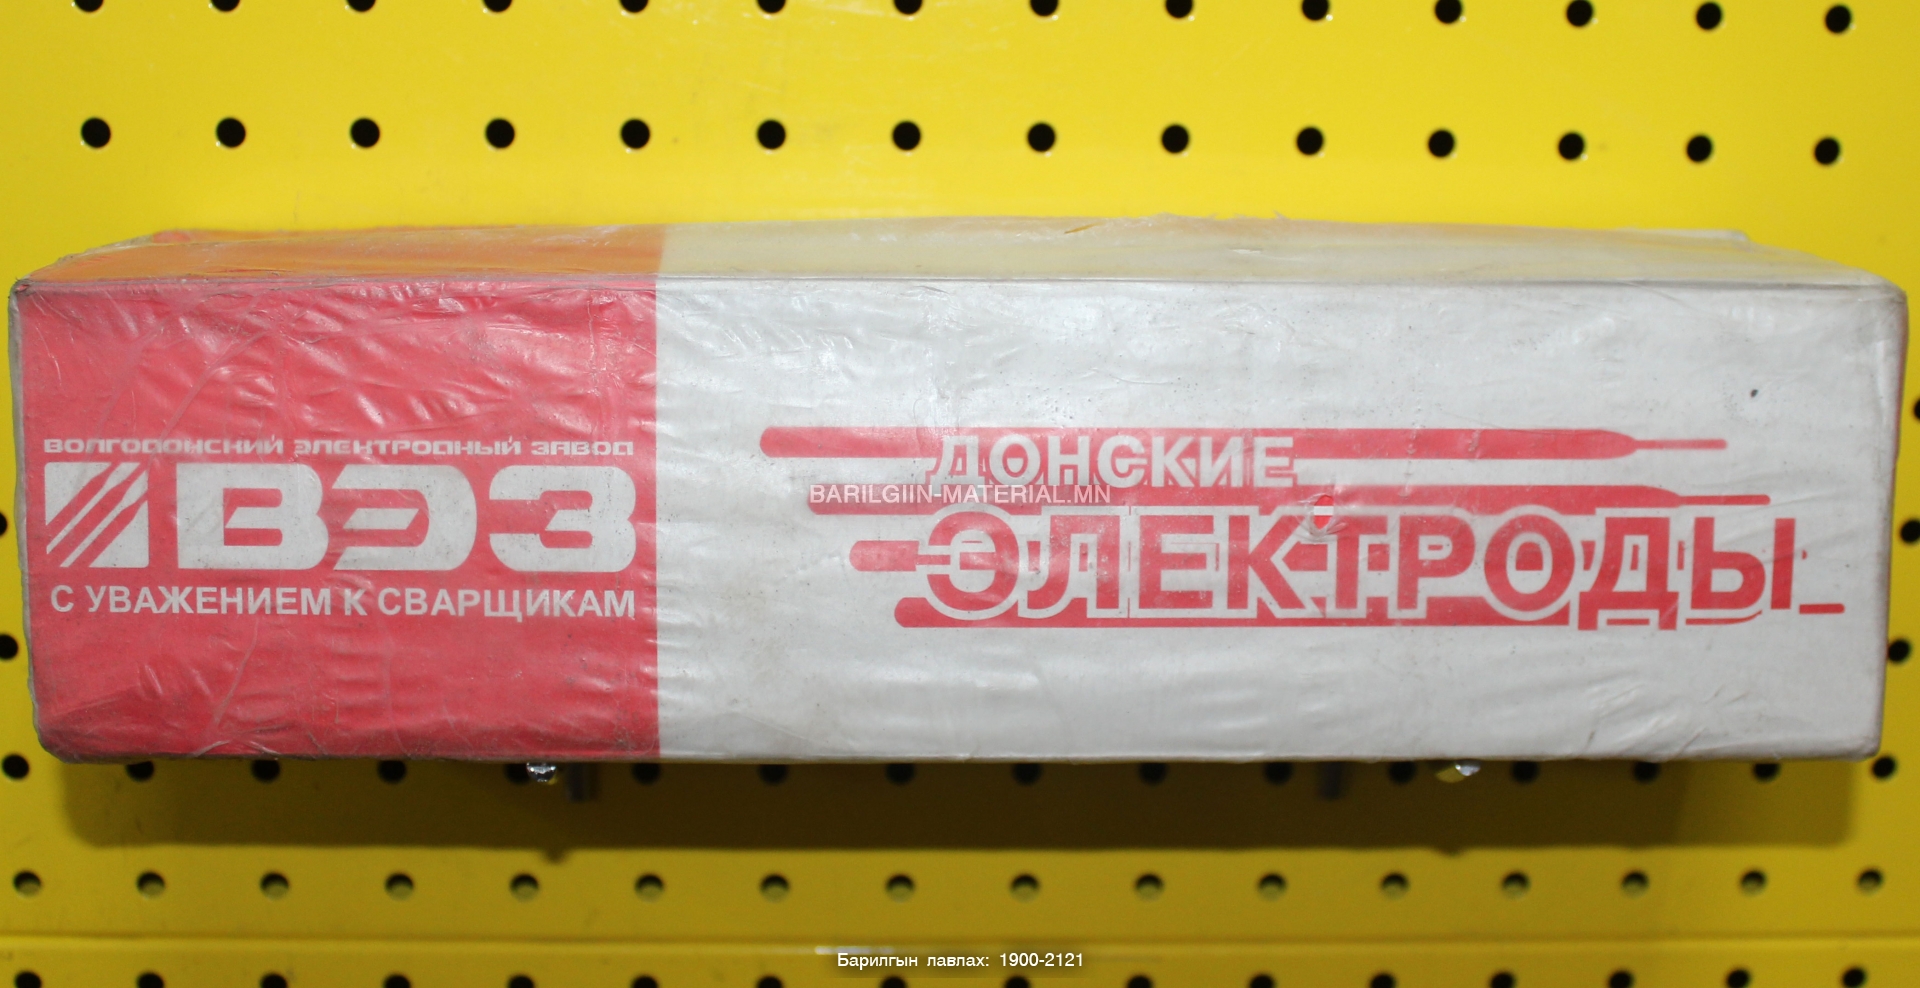 ВОЛГОДОНСКИЙ ЭЛЕКТРОДНЫЙ ЗАВОД
ВЭЗ
С УВАЖЕНИЕМ К СВАРЩИКАМ
ДОНСКИЕ
BARILGIIN-MATERIAL.MN
ЭЛЕКТРОДЫ
Барилгын лавлах: 1900-2121